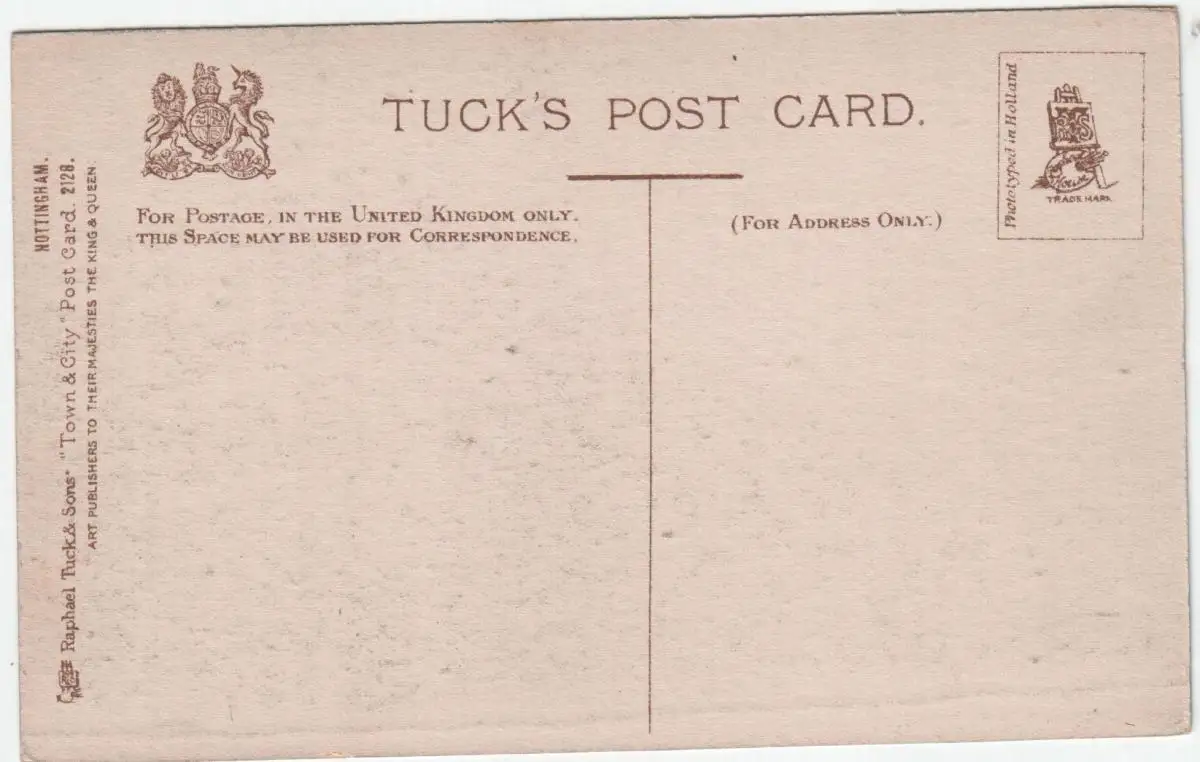 TUCK'S POST CARD.
FOR POSTAGE, IN THE UNITED KINGDOM ONLY.
THIS SPACE MAY BE USED FOR CORRESPONDENCE.
(FOR ADDRESS ONLY.)
Phototyped in Holland
TRADE MARK.
NOTTINGHAM.
Raphael Tuck & Sons' "Town & City" Post Card. 2128.
ART PUBLISHERS TO THEIR MAJESTIES THE KING & QUEEN.